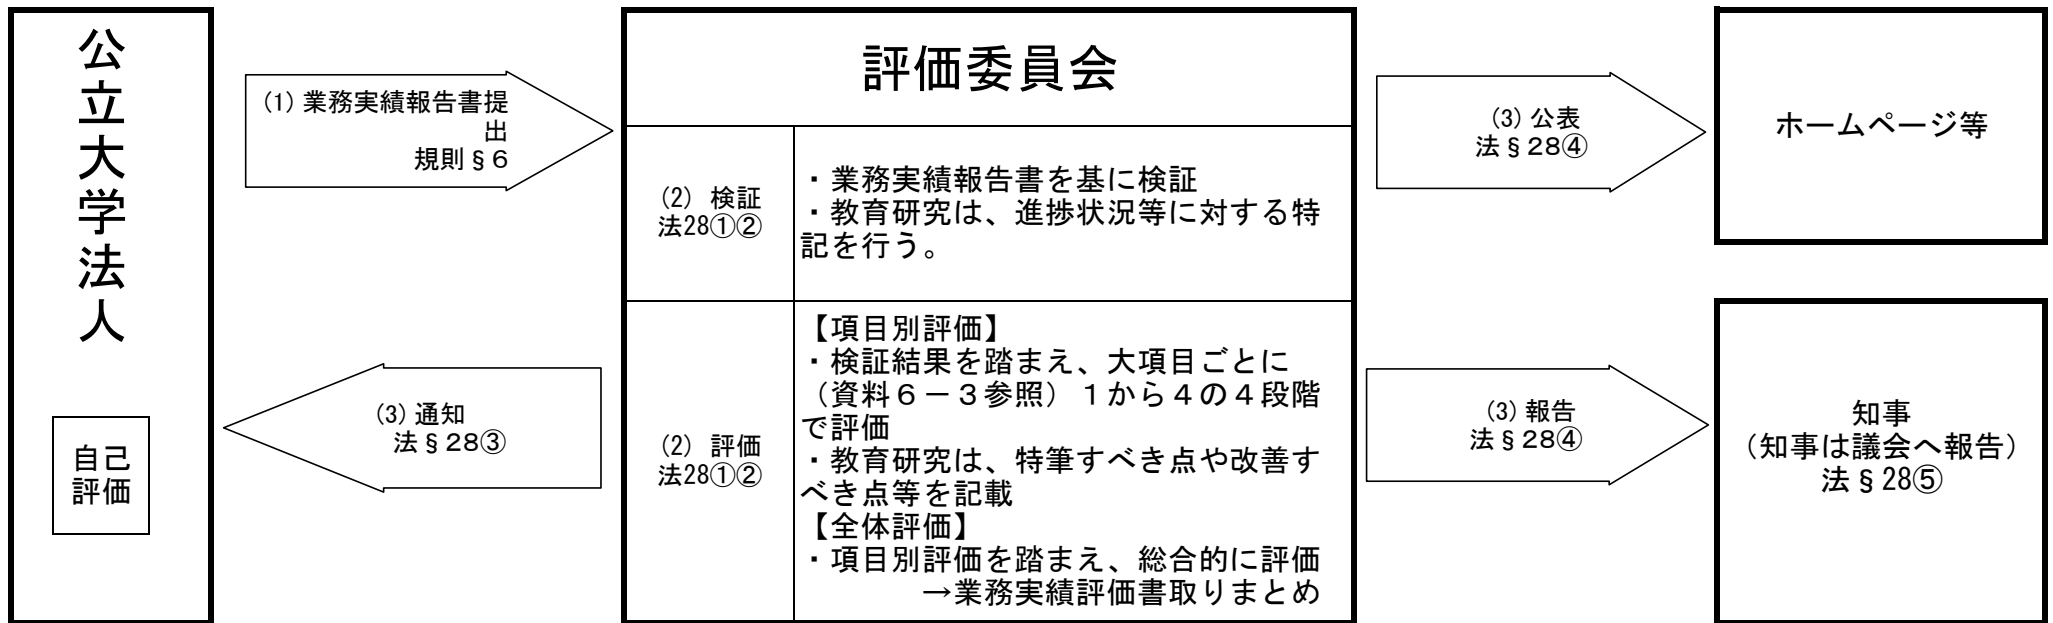 公立大学法人
自己
評価
(1)業務実績報告書提
出
規則§6
(3)通知
法§28③
評価委員会
(2) 検証
法28①②
・業務実績報告書を基に検証
・教育研究は、進捗状況等に対する特
記を行う。
(2) 評価
法28①②
【項目別評価】
・検証結果を踏まえ、大項目ごとに
（資料６－３参照）１から４の４段階
で評価
・教育研究は、特筆すべき点や改善す
べき点等を記載
【全体評価】
・項目別評価を踏まえ、総合的に評価
→業務実績評価書取りまとめ
(3)公表
法§28④
ホームページ等
(3)報告
法§28④
知事
（知事は議会へ報告）
法§28⑤